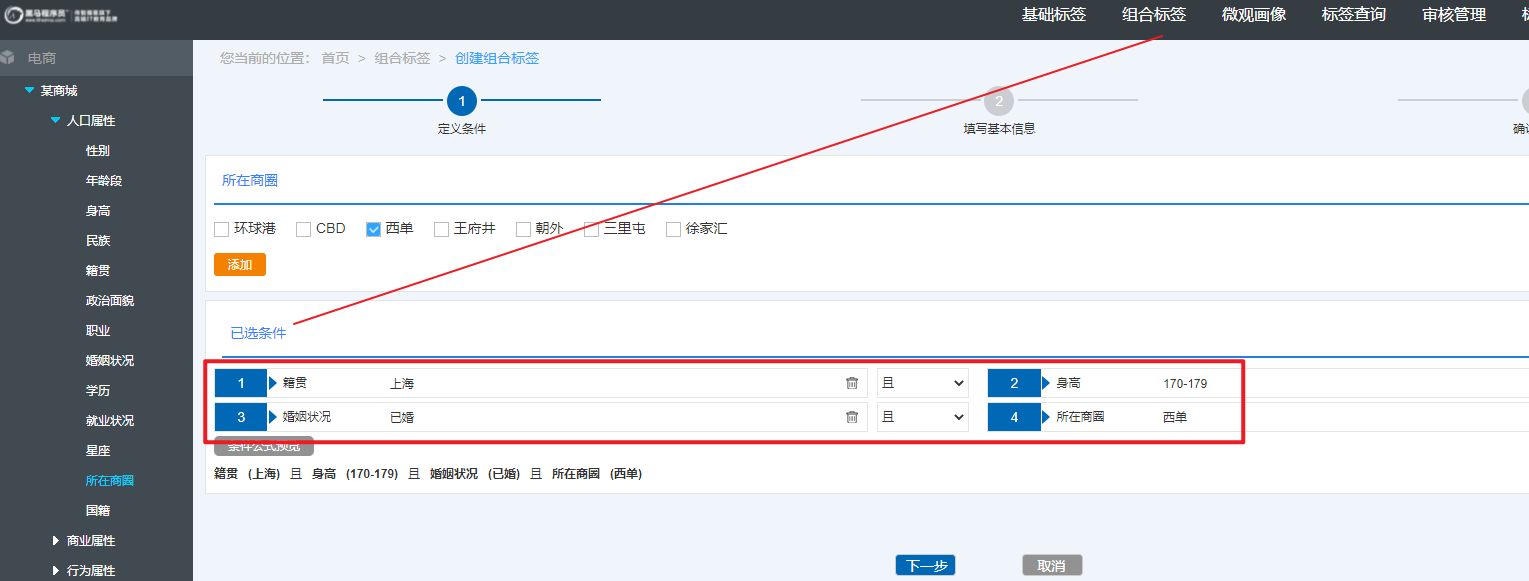 黑马程序员
基础标签 组合标签 微观画像 标签查询 审核管理
电商
某商城
人口属性
性别
年龄段
身高
民族
籍贯
政治面貌
职业
婚姻状况
学历
就业状况
星座
所在商圈
国籍
商业属性
行为属性
您当前的位置: 首页 > 组合标签 > 创建组合标签
1 2
定义条件 填写基本信息
所在商圈
环球港 CBD 西单 王府井 朝外 三里屯 徐家汇
添加
已选条件
1 籍贯 上海 且 2 身高 170-179
3 婚姻状况 已婚 且 4 所在商圈 西单
条件公式预览
籍贯 (上海) 且 身高 (170-179) 且 婚姻状况 (已婚) 且 所在商圈 (西单)
下一步 取消